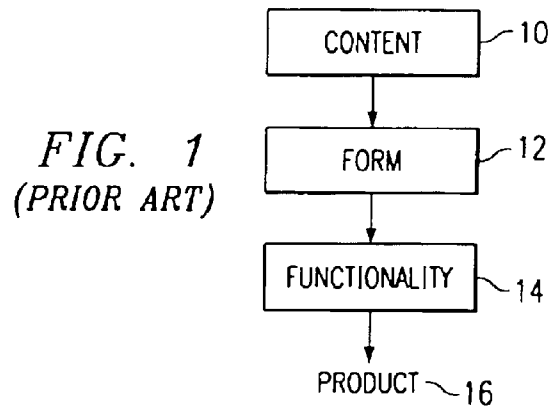 CONTENT 10
FORM 12
FIG. 1
(PRIOR ART)
FUNCTIONALITY 14
PRODUCT 16